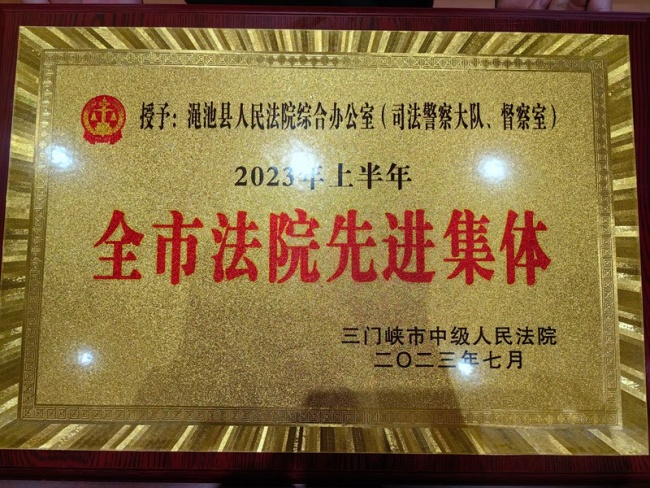 授予：渑池县人民法院综合办公室（司法警察大队、督察室）
2023年上半年
全市法院先进集体
三门峡市中级人民法院
二〇二三年七月